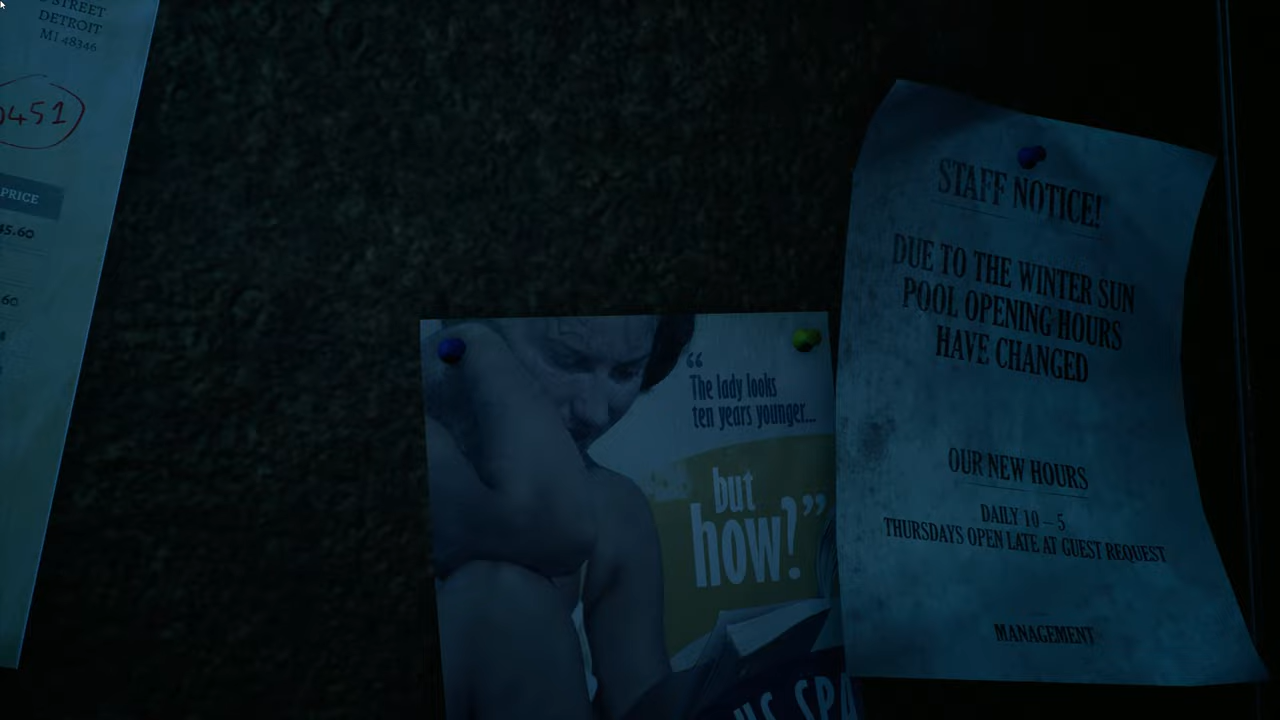 STREET
DETROIT
MI 48346
0451
PRICE
45.60
60
“
The lady looks
ten years younger...
but
how?”
STAFF NOTICE!
DUE TO THE WINTER SUN
POOL OPENING HOURS
HAVE CHANGED
OUR NEW HOURS
DAILY 10 – 5
THURSDAYS OPEN LATE AT GUEST REQUEST
MANAGEMENT